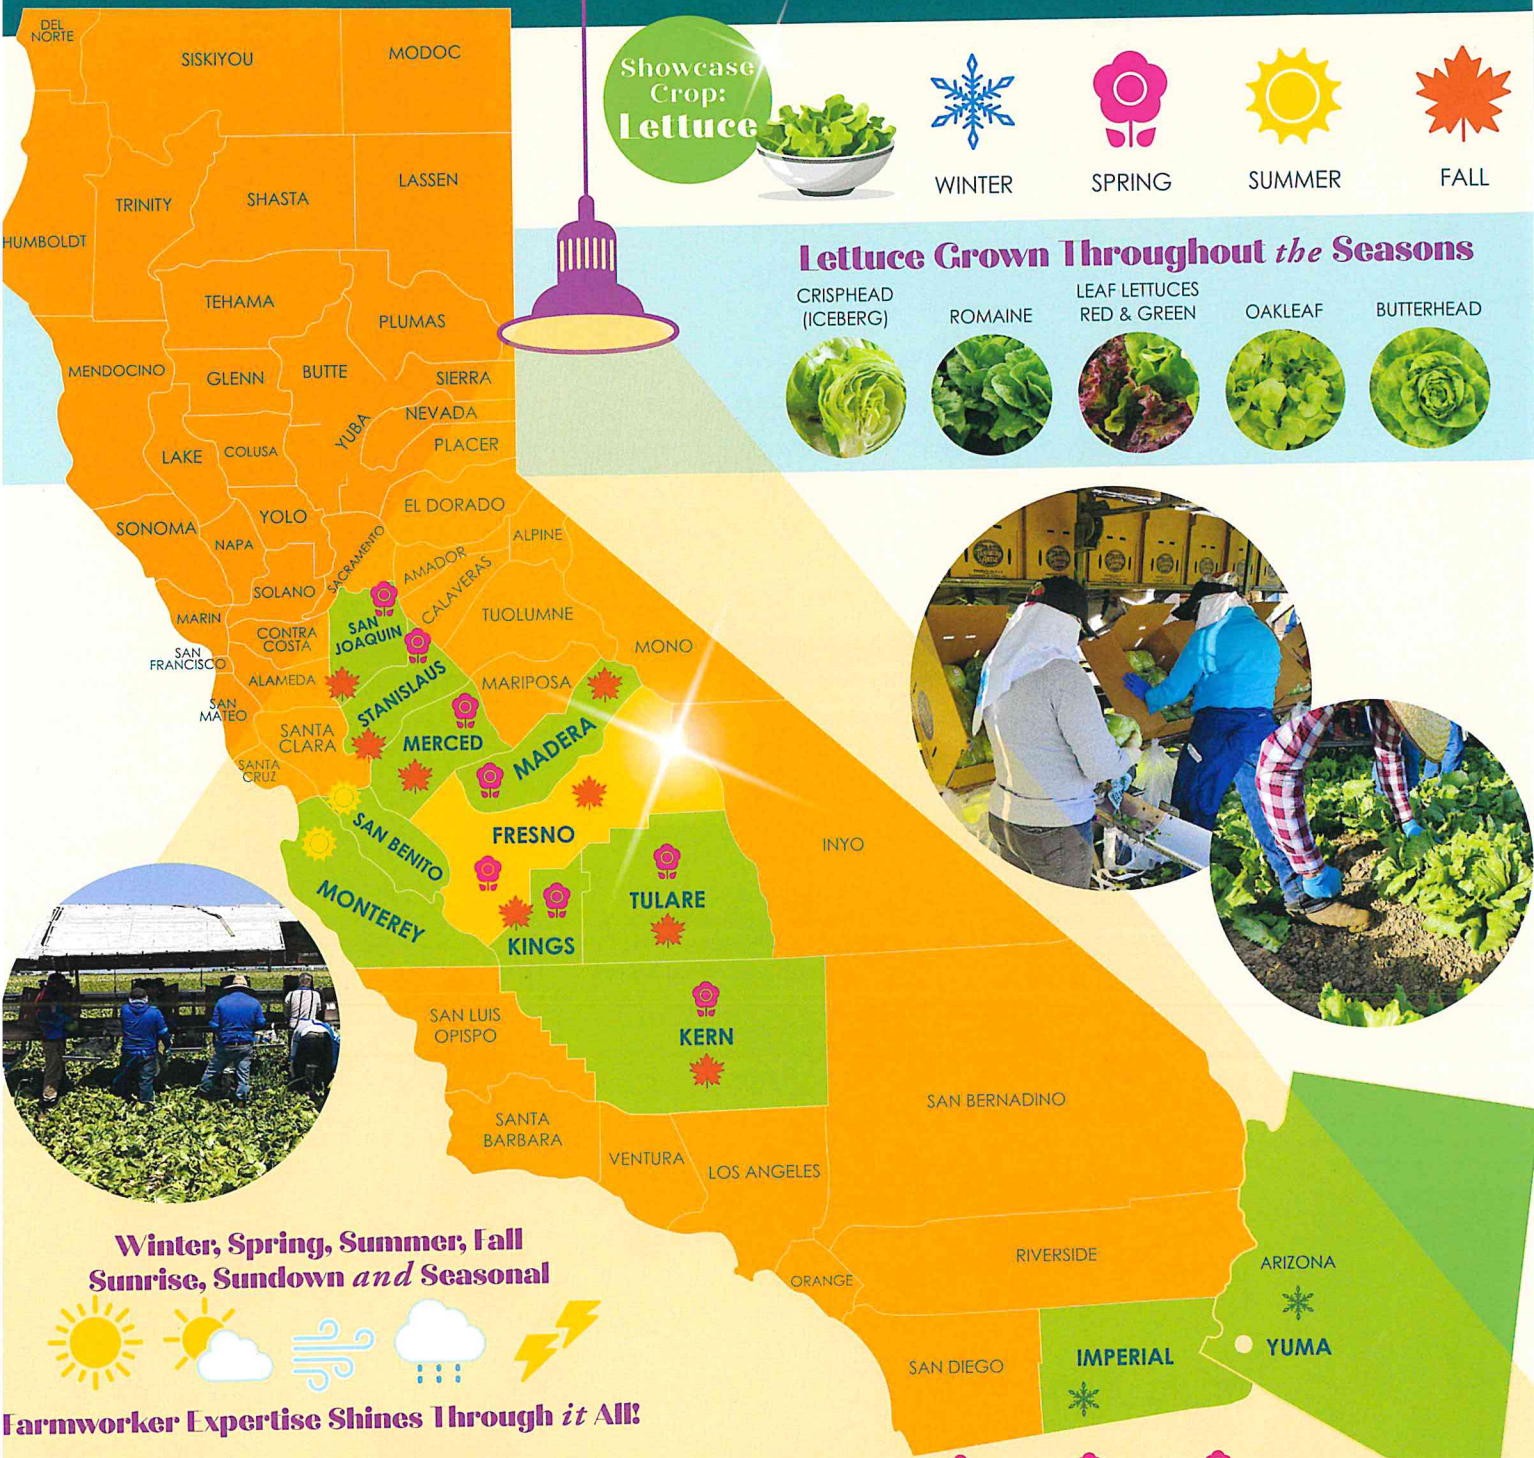 DEL
NORTE
SISKIYOU
MODOC
Showcase
Crop:
Lettuce
WINTER
SPRING
SUMMER
FALL
TRINITY
SHASTA
LASSEN
HUMBOLDT
Lettuce Grown Throughout the Seasons
CRISPHEAD
(ICEBERG)
ROMAINE
LEAF LETTUCES
RED & GREEN
OAKLEAF
BUTTERHEAD
TEHAMA
PLUMAS
MENDOCINO
GLENN
BUTTE
SIERRA
NEVADA
YUBA
PLACER
LAKE
COLUSA
EL DORADO
SONOMA
YOLO
NAPA
SACRAMENTO
ALPINE
AMADOR
CALAVERAS
SOLANO
MARIN
TUOLUMNE
CONTRA
COSTA
SAN
JOAQUIN
MONO
SAN
FRANCISCO
ALAMEDA
STANISLAUS
MARIPOSA
SAN
MATEO
SANTA
CLARA
MERCED
MADERA
SANTA
CRUZ
SAN BENITO
FRESNO
INYO
MONTEREY
TULARE
KINGS
SAN LUIS
OPISPO
KERN
SAN BERNADINO
SANTA
BARBARA
VENTURA
LOS ANGELES
Winter, Spring, Summer, Fall
Sunrise, Sundown and Seasonal
RIVERSIDE
ORANGE
ARIZONA
YUMA
IMPERIAL
SAN DIEGO
Farmworker Expertise Shines Through it All!